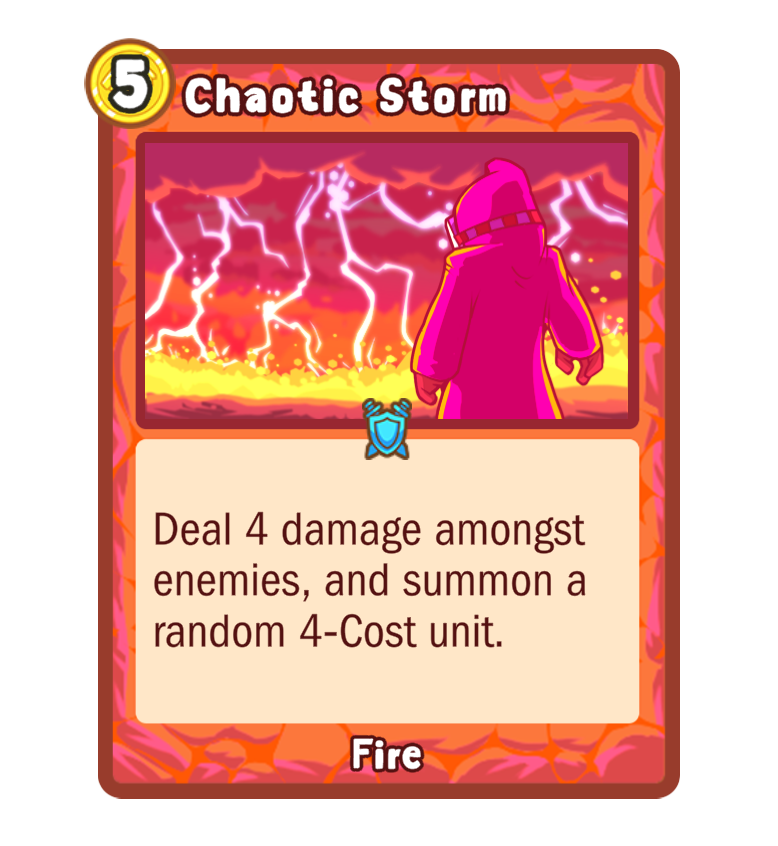 5
Chaotic Storm
Deal 4 damage amongst
enemies, and summon a
random 4-Cost unit.
Fire